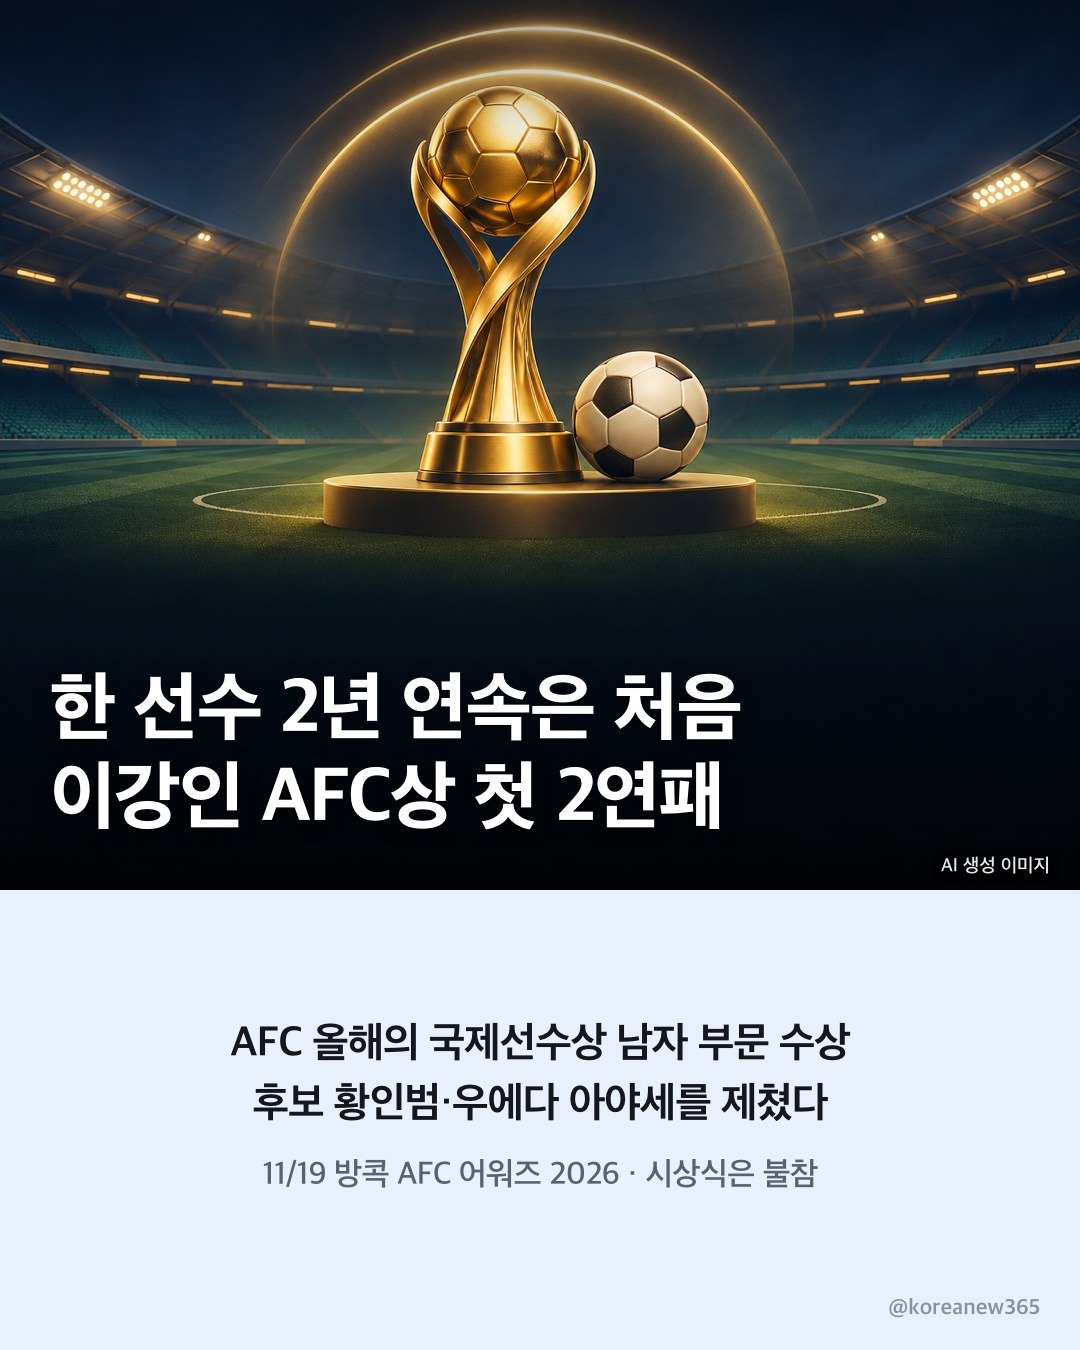 한 선수 2년 연속은 처음
이강인 AFC상 첫 2연패
AI 생성 이미지
AFC 올해의 국제선수상 남자 부문 수상
후보 황인범·우에다 아야세를 제쳤다
11/19 방콕 AFC 어워즈 2026 · 시상식은 불참
@koreanew365